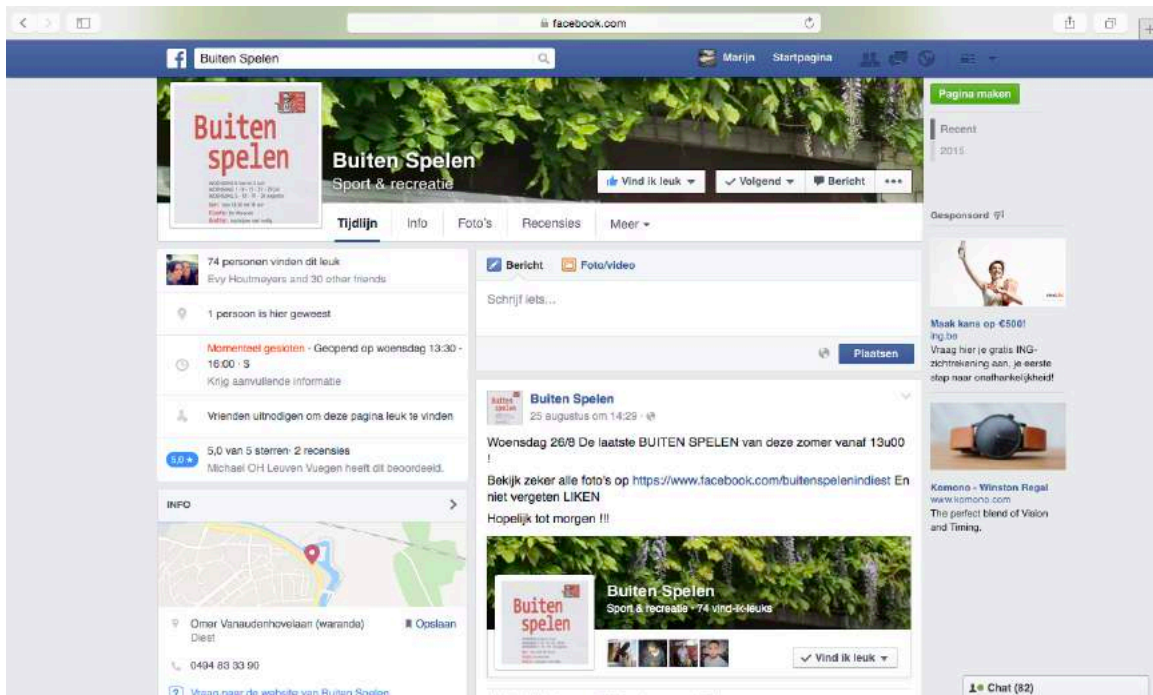 facebook.com
Buiten Spelen
Marijn Startpagina
Buiten
spelen
Buiten Spelen
Sport & recreatie
Vind ik leuk
Volgend
Bericht
Pagina maken
Recent
2015
Tijdlijn Info Foto's Recensies Meer
Gesponsord
74 personen vinden dit leuk
Evy Houtmeyers and 30 other friends
1 persoon is hier geweest
Momenteel gesloten - Geopend op woensdag 13:30 -
16:00 · S
Krijg aanvullende informatie
Vrienden uitnodigen om deze pagina leuk te vinden
5,0
5,0 van 5 sterren· 2 recensies
Michael OH Leuven Vuegen heeft dit beoordeeld.
INFO
Omer Vanaudenhovelaan (warande)
Diest
Opslaan
0494 83 33 90
Vraag naar de website van Buiten Spelen
Bericht Foto/video
Schrijf iets...
Plaatsen
Buiten Spelen
25 augustus om 14:29 ·
Woensdag 26/8 De laatste BUITEN SPELEN van deze zomer vanaf 13u00
!
Bekijk zeker alle foto's op https://www.facebook.com/buitenspelenindiest En
niet vergeten LIKEN
Hopelijk tot morgen !!!
Buiten
spelen
Buiten Spelen
Sport & recreatie · 74 vind-ik-leuks
Vind ik leuk
Maak kans op €500!
ing.be
Vraag hier je gratis ING-
zichtrekening aan, je eerste
stap naar onafhankelijkheid!
Komono - Winston Regal
www.komono.com
The perfect blend of Vision
and Timing.
Chat (82)